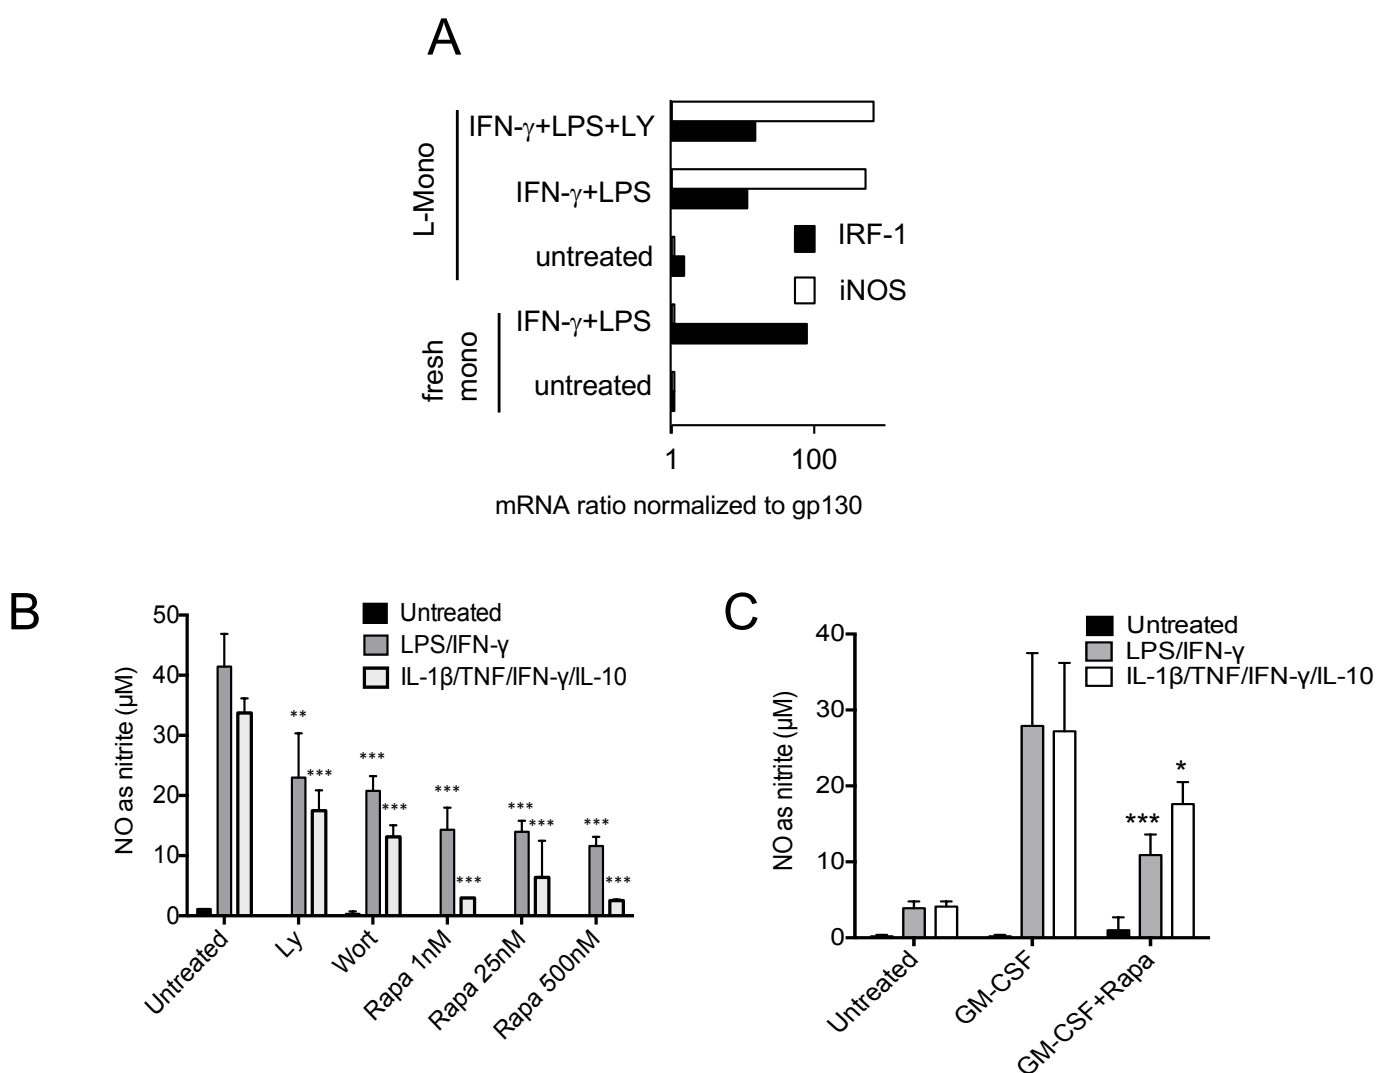 A
L-Mono
IFN-γ+LPS+LY
IFN-γ+LPS
untreated
fresh
mono
IFN-γ+LPS
untreated
IRF-1
iNOS
1 100
mRNA ratio normalized to gp130
B
NO as nitrite (µM)
50
40
30
20
10
0
Untreated
LPS/IFN-γ
IL-1β/TNF/IFN-γ/IL-10
** *** *** *** *** *** *** *** *** ***
Untreated Ly Wort Rapa 1nM Rapa 25nM Rapa 500nM
C
NO as nitrite (µM)
40
30
20
10
0
Untreated
LPS/IFN-γ
IL-1β/TNF/IFN-γ/IL-10
*** *
Untreated GM-CSF GM-CSF+Rapa